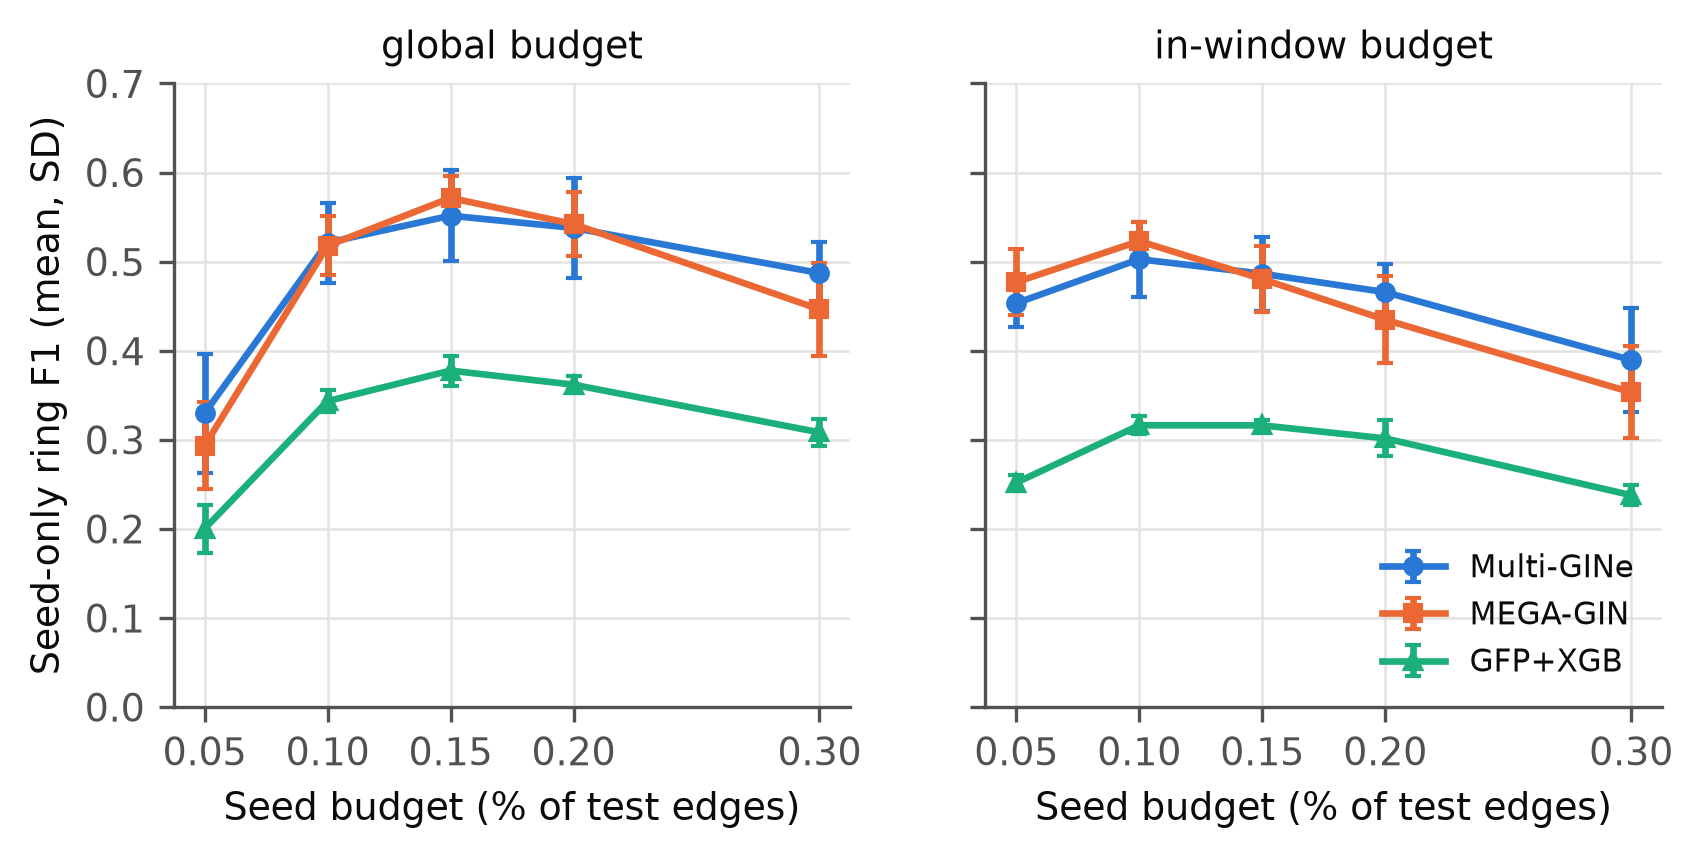 global budget
in-window budget
Seed-only ring F1 (mean, SD)
0.7
0.6
0.5
0.4
0.3
0.2
0.1
0.0
Multi-GINe
MEGA-GIN
GFP+XGB
0.05 0.10 0.15 0.20 0.30
0.05 0.10 0.15 0.20 0.30
Seed budget (% of test edges)
Seed budget (% of test edges)